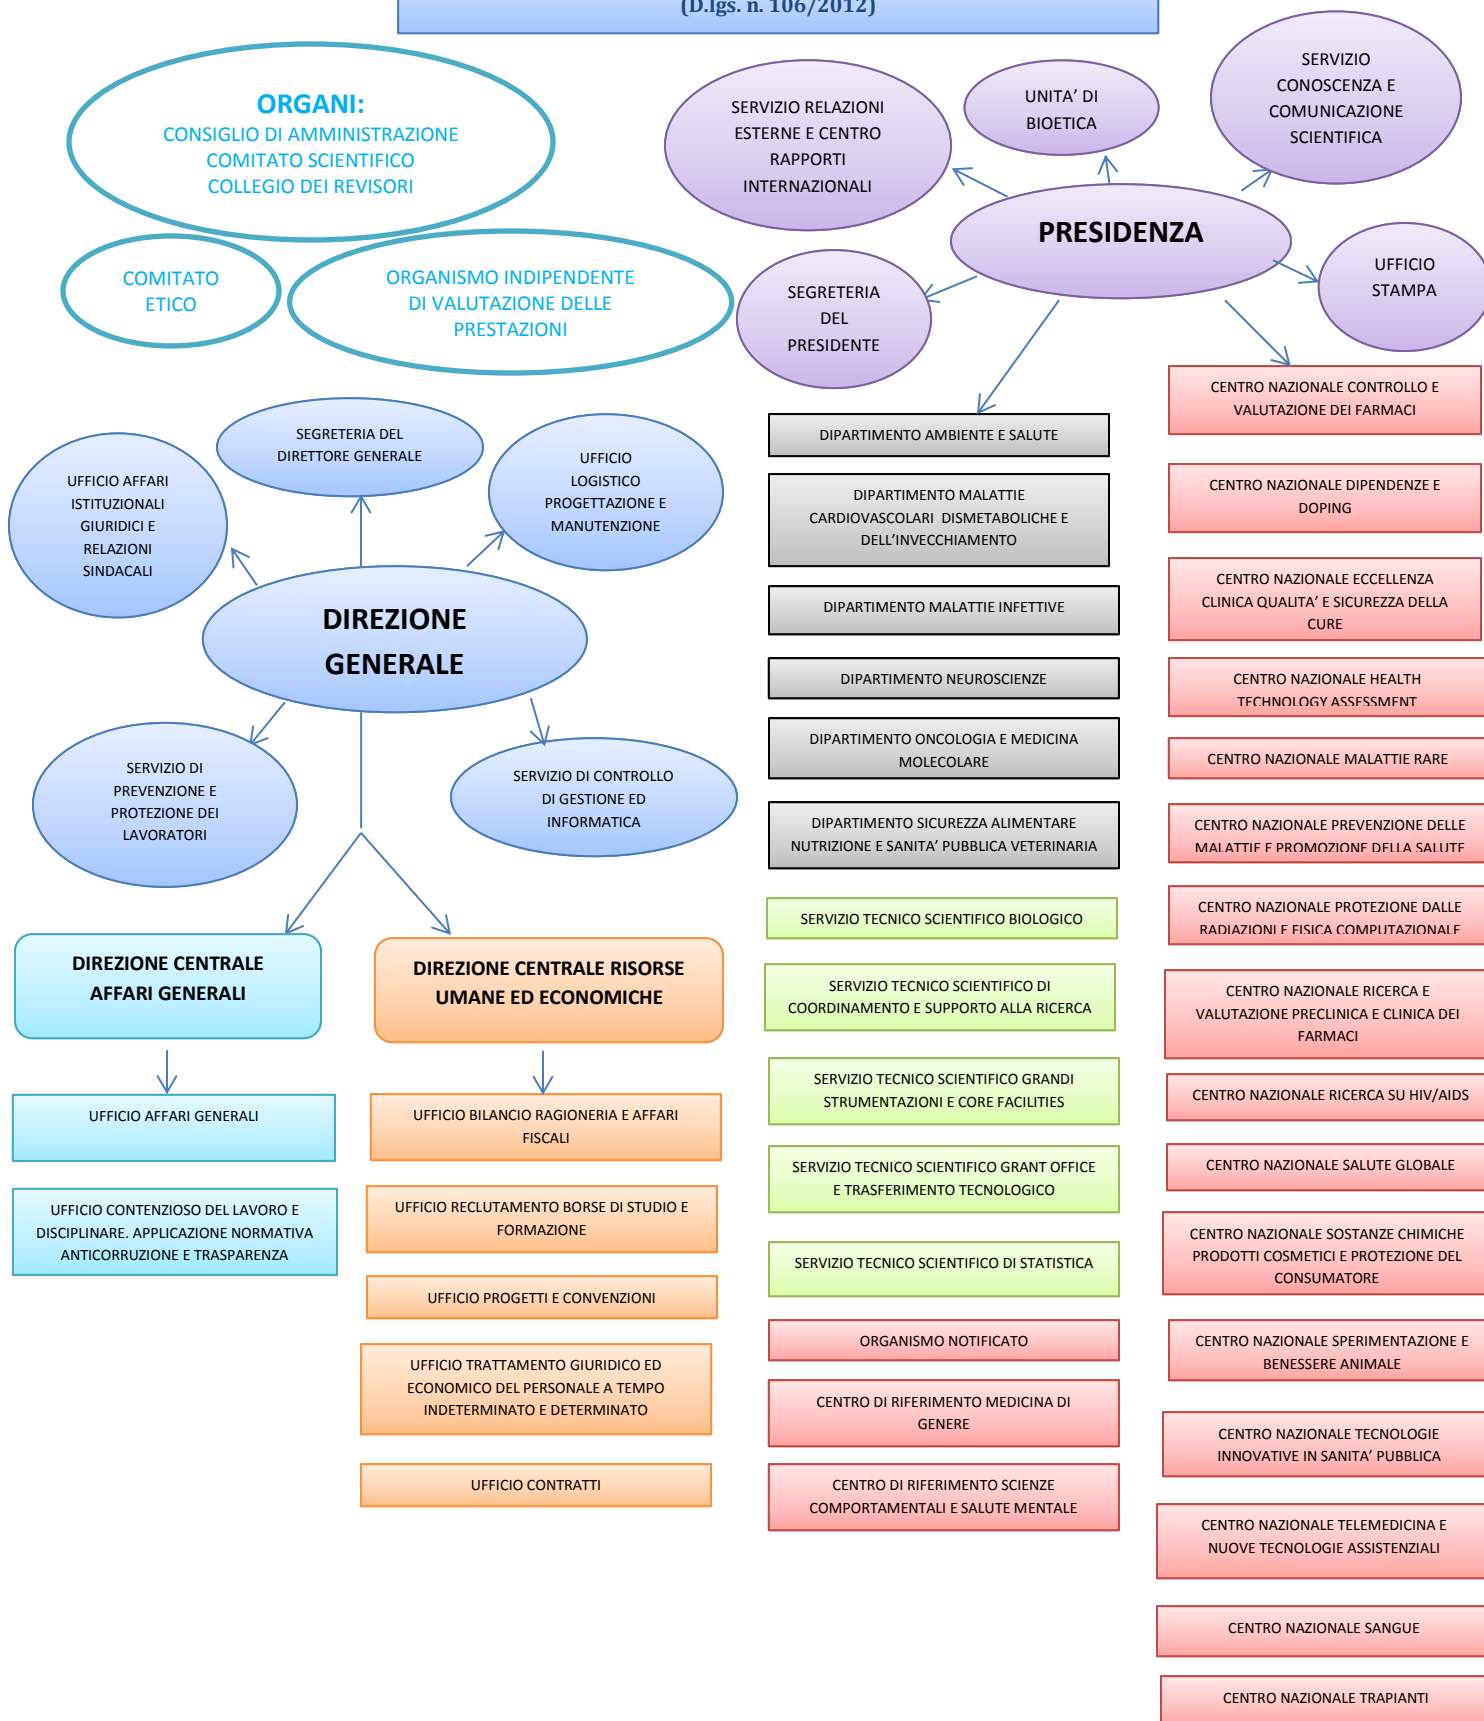 (D.lgs. n. 106/2012)
ORGANI:
CONSIGLIO DI AMMINISTRAZIONE
COMITATO SCIENTIFICO
COLLEGIO DEI REVISORI
COMITATO
ETICO
ORGANISMO INDIPENDENTE
DI VALUTAZIONE DELLE
PRESTAZIONI
SERVIZIO RELAZIONI
ESTERNE E CENTRO
RAPPORTI
INTERNAZIONALI
UNITA’ DI
BIOETICA
SERVIZIO
CONOSCENZA E
COMUNICAZIONE
SCIENTIFICA
PRESIDENZA
SEGRETERIA
DEL
PRESIDENTE
UFFICIO
STAMPA
UFFICIO AFFARI
ISTITUZIONALI
GIURIDICI E
RELAZIONI
SINDACALI
SEGRETERIA DEL
DIRETTORE GENERALE
UFFICIO
LOGISTICO
PROGETTAZIONE E
MANUTENZIONE
DIREZIONE
GENERALE
SERVIZIO DI
PREVENZIONE E
PROTEZIONE DEI
LAVORATORI
SERVIZIO DI CONTROLLO
DI GESTIONE ED
INFORMATICA
DIREZIONE CENTRALE
AFFARI GENERALI
UFFICIO AFFARI GENERALI
UFFICIO CONTENZIOSO DEL LAVORO E
DISCIPLINARE. APPLICAZIONE NORMATIVA
ANTICORRUZIONE E TRASPARENZA
DIREZIONE CENTRALE RISORSE
UMANE ED ECONOMICHE
UFFICIO BILANCIO RAGIONERIA E AFFARI
FISCALI
UFFICIO RECLUTAMENTO BORSE DI STUDIO E
FORMAZIONE
UFFICIO PROGETTI E CONVENZIONI
UFFICIO TRATTAMENTO GIURIDICO ED
ECONOMICO DEL PERSONALE A TEMPO
INDETERMINATO E DETERMINATO
UFFICIO CONTRATTI
DIPARTIMENTO AMBIENTE E SALUTE
DIPARTIMENTO MALATTIE
CARDIOVASCOLARI DISMETABOLICHE E
DELL’INVECCHIAMENTO
DIPARTIMENTO MALATTIE INFETTIVE
DIPARTIMENTO NEUROSCIENZE
DIPARTIMENTO ONCOLOGIA E MEDICINA
MOLECOLARE
DIPARTIMENTO SICUREZZA ALIMENTARE
NUTRIZIONE E SANITA’ PUBBLICA VETERINARIA
SERVIZIO TECNICO SCIENTIFICO BIOLOGICO
SERVIZIO TECNICO SCIENTIFICO DI
COORDINAMENTO E SUPPORTO ALLA RICERCA
SERVIZIO TECNICO SCIENTIFICO GRANDI
STRUMENTAZIONI E CORE FACILITIES
SERVIZIO TECNICO SCIENTIFICO GRANT OFFICE
E TRASFERIMENTO TECNOLOGICO
SERVIZIO TECNICO SCIENTIFICO DI STATISTICA
ORGANISMO NOTIFICATO
CENTRO DI RIFERIMENTO MEDICINA DI
GENERE
CENTRO DI RIFERIMENTO SCIENZE
COMPORTAMENTALI E SALUTE MENTALE
CENTRO NAZIONALE CONTROLLO E
VALUTAZIONE DEI FARMACI
CENTRO NAZIONALE DIPENDENZE E
DOPING
CENTRO NAZIONALE ECCELLENZA
CLINICA QUALITA’ E SICUREZZA DELLA
CURE
CENTRO NAZIONALE HEALTH
TECHNOLOGY ASSESSMENT
CENTRO NAZIONALE MALATTIE RARE
CENTRO NAZIONALE PREVENZIONE DELLE
MALATTIE E PROMOZIONE DELLA SALUTE
CENTRO NAZIONALE PROTEZIONE DALLE
RADIAZIONI E FISICA COMPUTAZIONALE
CENTRO NAZIONALE RICERCA E
VALUTAZIONE PRECLINICA E CLINICA DEI
FARMACI
CENTRO NAZIONALE RICERCA SU HIV/AIDS
CENTRO NAZIONALE SALUTE GLOBALE
CENTRO NAZIONALE SOSTANZE CHIMICHE
PRODOTTI COSMETICI E PROTEZIONE DEL
CONSUMATORE
CENTRO NAZIONALE SPERIMENTAZIONE E
BENESSERE ANIMALE
CENTRO NAZIONALE TECNOLOGIE
INNOVATIVE IN SANITA’ PUBBLICA
CENTRO NAZIONALE TELEMEDICINA E
NUOVE TECNOLOGIE ASSISTENZIALI
CENTRO NAZIONALE SANGUE
CENTRO NAZIONALE TRAPIANTI